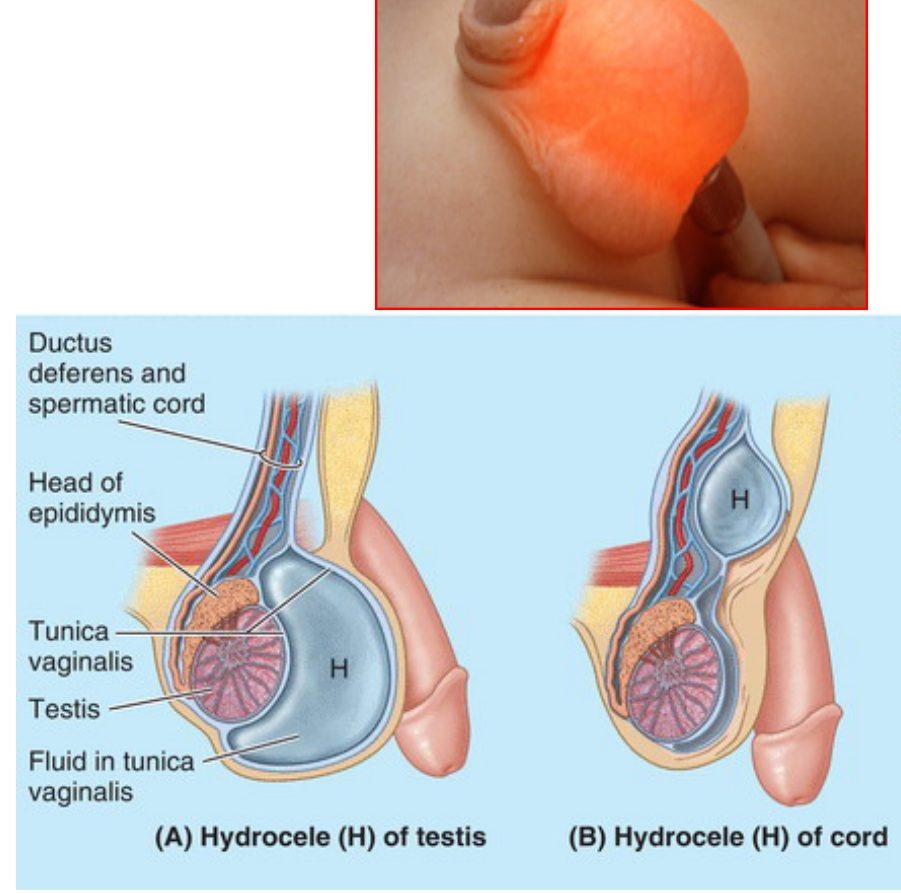 Ductus
deferens and
spermatic cord
Head of
epididymis
Tunica
vaginalis
Testis
Fluid in tunica
vaginalis
H
H
(A) Hydrocele (H) of testis
(B) Hydrocele (H) of cord